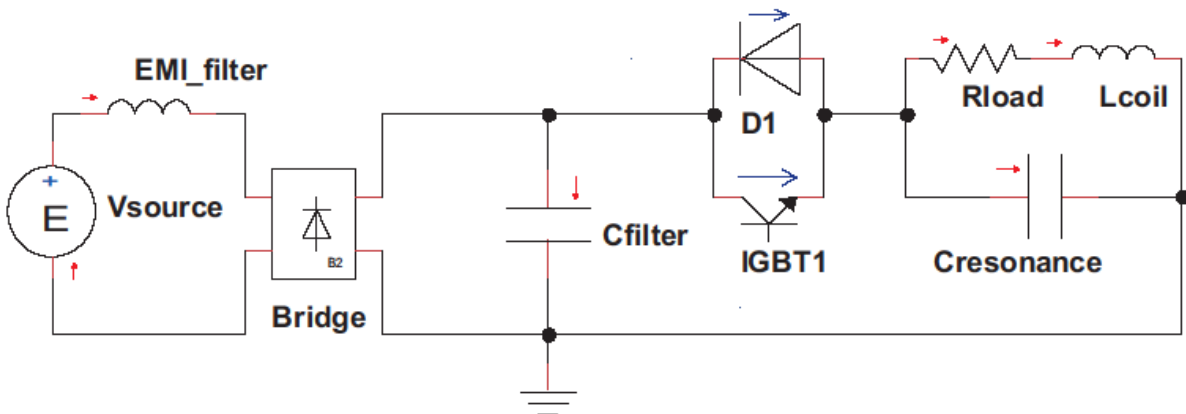 EMI_filter
Rload
Lcoil
D1
+
E
Vsource
B2
Cfilter
IGBT1
Cresonance
Bridge